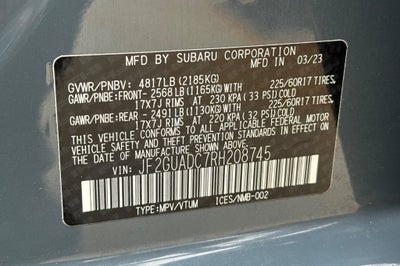 MFD. BY SUBARU CORPORATION 03/23
GVWR/PNBV: 4817LB (2185KG)
GAWR/PNBE:FRONT- 2568LB (1165KG)WITH 225/60R17 TIRES,
17X7J RIMS AT 230 KPA (33 PSI)COLD
GAWR/PNBE:REAR - 2491LB (1130KG)WITH 225/60R17 TIRES,
17X7J RIMS AT 220 KPA (32 PSI)COLD
THIS VEHICLE CONFORMS TO ALL APPLICABLE FEDERAL MOTOR
VEHICLE SAFETY AND THEFT PREVENTION STANDARDS IN EFFECT
ON THE DATE OF MANUFACTURE SHOWN ABOVE.
VIN: JF2GUADC7RH208745
TYPE:MPV/VTUM ICES/NMB-002